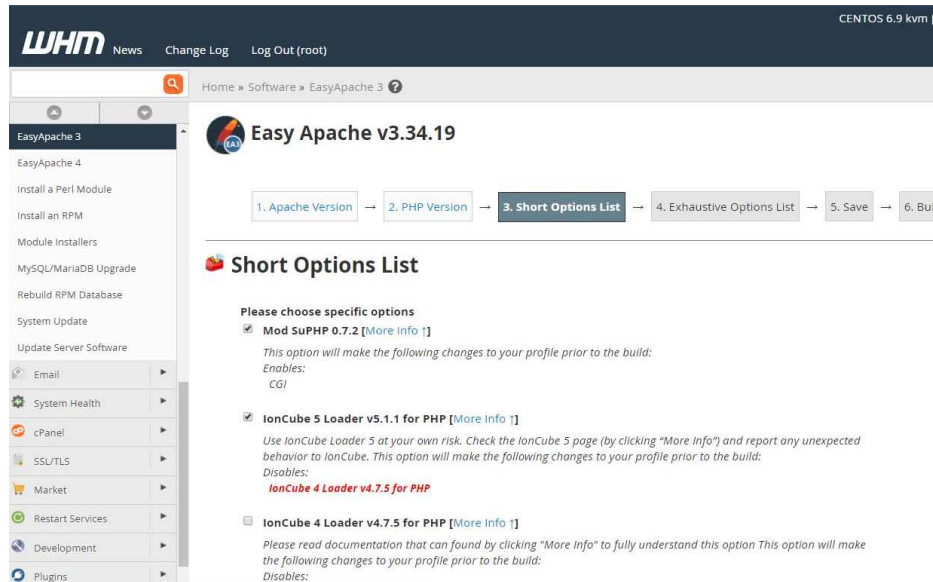 CENTOS 6.9 kvm
WHM News Change Log Log Out (root)
Home » Software » EasyApache 3
EasyApache 3
EasyApache 4
Install a Perl Module
Install an RPM
Module Installers
MySQL/MariaDB Upgrade
Rebuild RPM Database
System Update
Update Server Software
Email
System Health
cPanel
SSL/TLS
Market
Restart Services
Development
Plugins
EA3
Easy Apache v3.34.19
1. Apache Version → 2. PHP Version → 3. Short Options List → 4. Exhaustive Options List → 5. Save → 6. Bui
Short Options List
Please choose specific options
Mod SuPHP 0.7.2 [More Info ↑]
This option will make the following changes to your profile prior to the build:
Enables:
CGI
IonCube 5 Loader v5.1.1 for PHP [More Info ↑]
Use IonCube Loader 5 at your own risk. Check the IonCube 5 page (by clicking “More Info”) and report any unexpected
behavior to IonCube. This option will make the following changes to your profile prior to the build:
Disables:
IonCube 4 Loader v4.7.5 for PHP
IonCube 4 Loader v4.7.5 for PHP [More Info ↑]
Please read documentation that can found by clicking "More Info" to fully understand this option This option will make
the following changes to your profile prior to the build:
Disables: